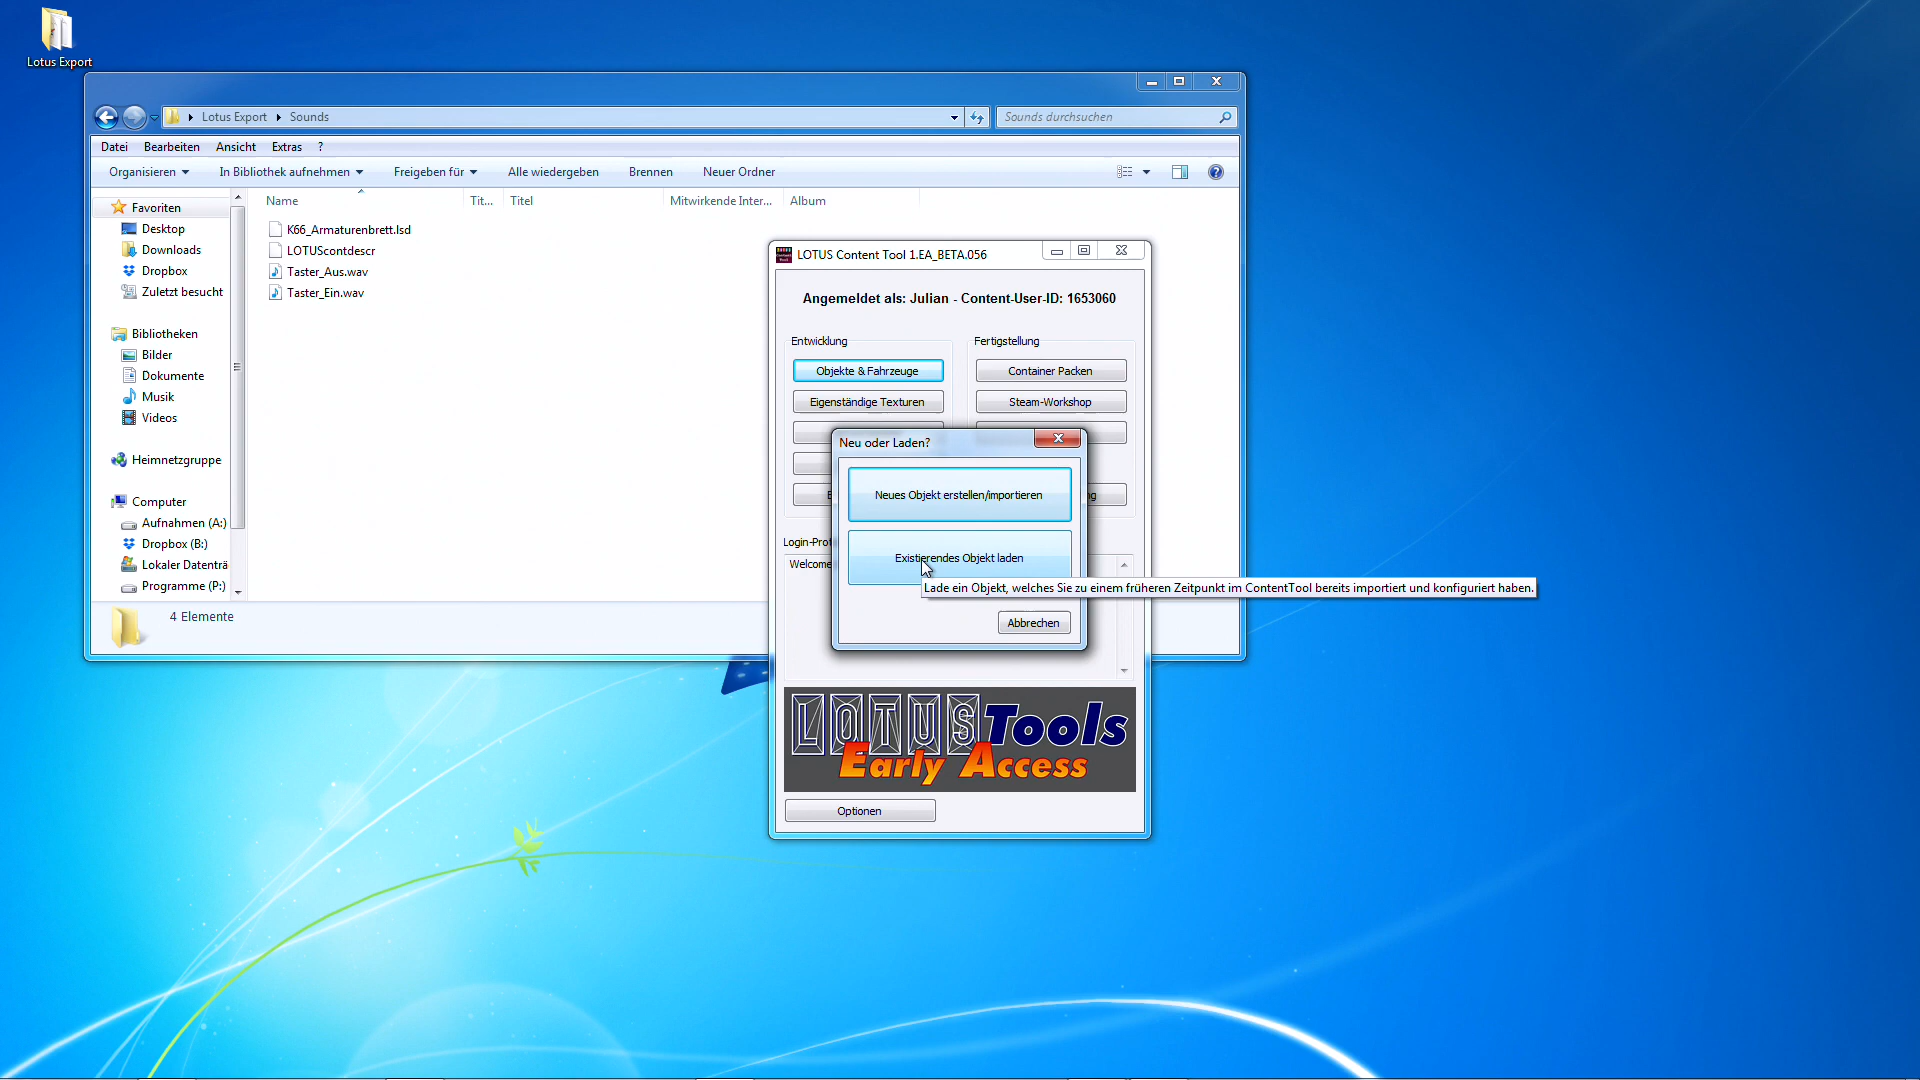 Lotus Export
Lotus Export
Sounds
Sounds durchsuchen
Datei Bearbeiten Ansicht Extras ?
Organisieren In Bibliothek aufnehmen Freigeben für Alle wiedergeben Brennen Neuer Ordner
Favoriten
Desktop
Downloads
Dropbox
Zuletzt besucht
Bibliotheken
Bilder
Dokumente
Musik
Videos
Heimnetzgruppe
Computer
Aufnahmen (A:)
Dropbox (B:)
Lokaler Datenträ
Programme (P:)
Name Tit... Titel Mitwirkende Inter... Album
K66_Armaturenbrett.lsd
LOTUScontdescr
Taster_Aus.wav
Taster_Ein.wav
4 Elemente
LOTUS Content Tool 1.EA_BETA.056
Angemeldet als: Julian - Content-User-ID: 1653060
Entwicklung
Fertigstellung
Objekte & Fahrzeuge
Container Packen
Eigenständige Texturen
Steam-Workshop
Neu oder Laden?
Neues Objekt erstellen/importieren
Existierendes Objekt laden
Lade ein Objekt, welches Sie zu einem früheren Zeitpunkt im ContentTool bereits importiert und konfiguriert haben.
Abbrechen
Login-Prot
Welcome
LOTUS Tools
Early Access
Optionen